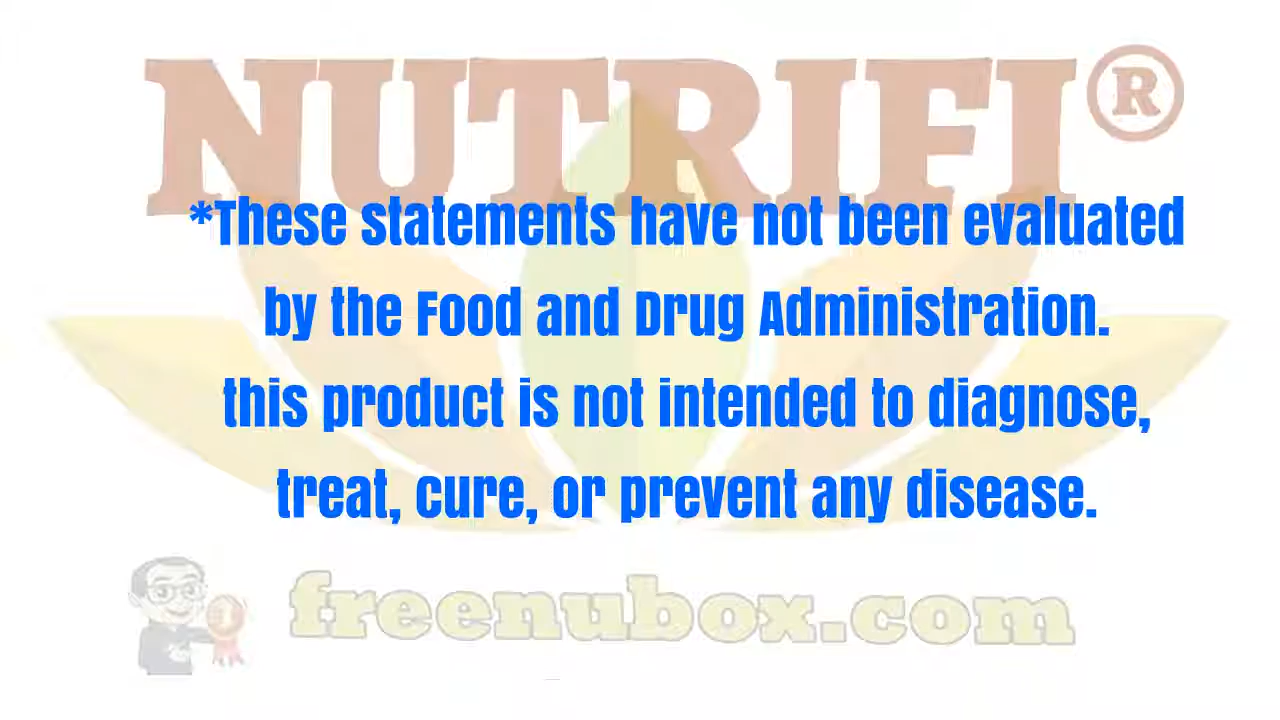 NUTRIFI®
*These statements have not been evaluated
by the Food and Drug Administration.
this product is not intended to diagnose,
treat, cure, or prevent any disease.
1
freenubox.com